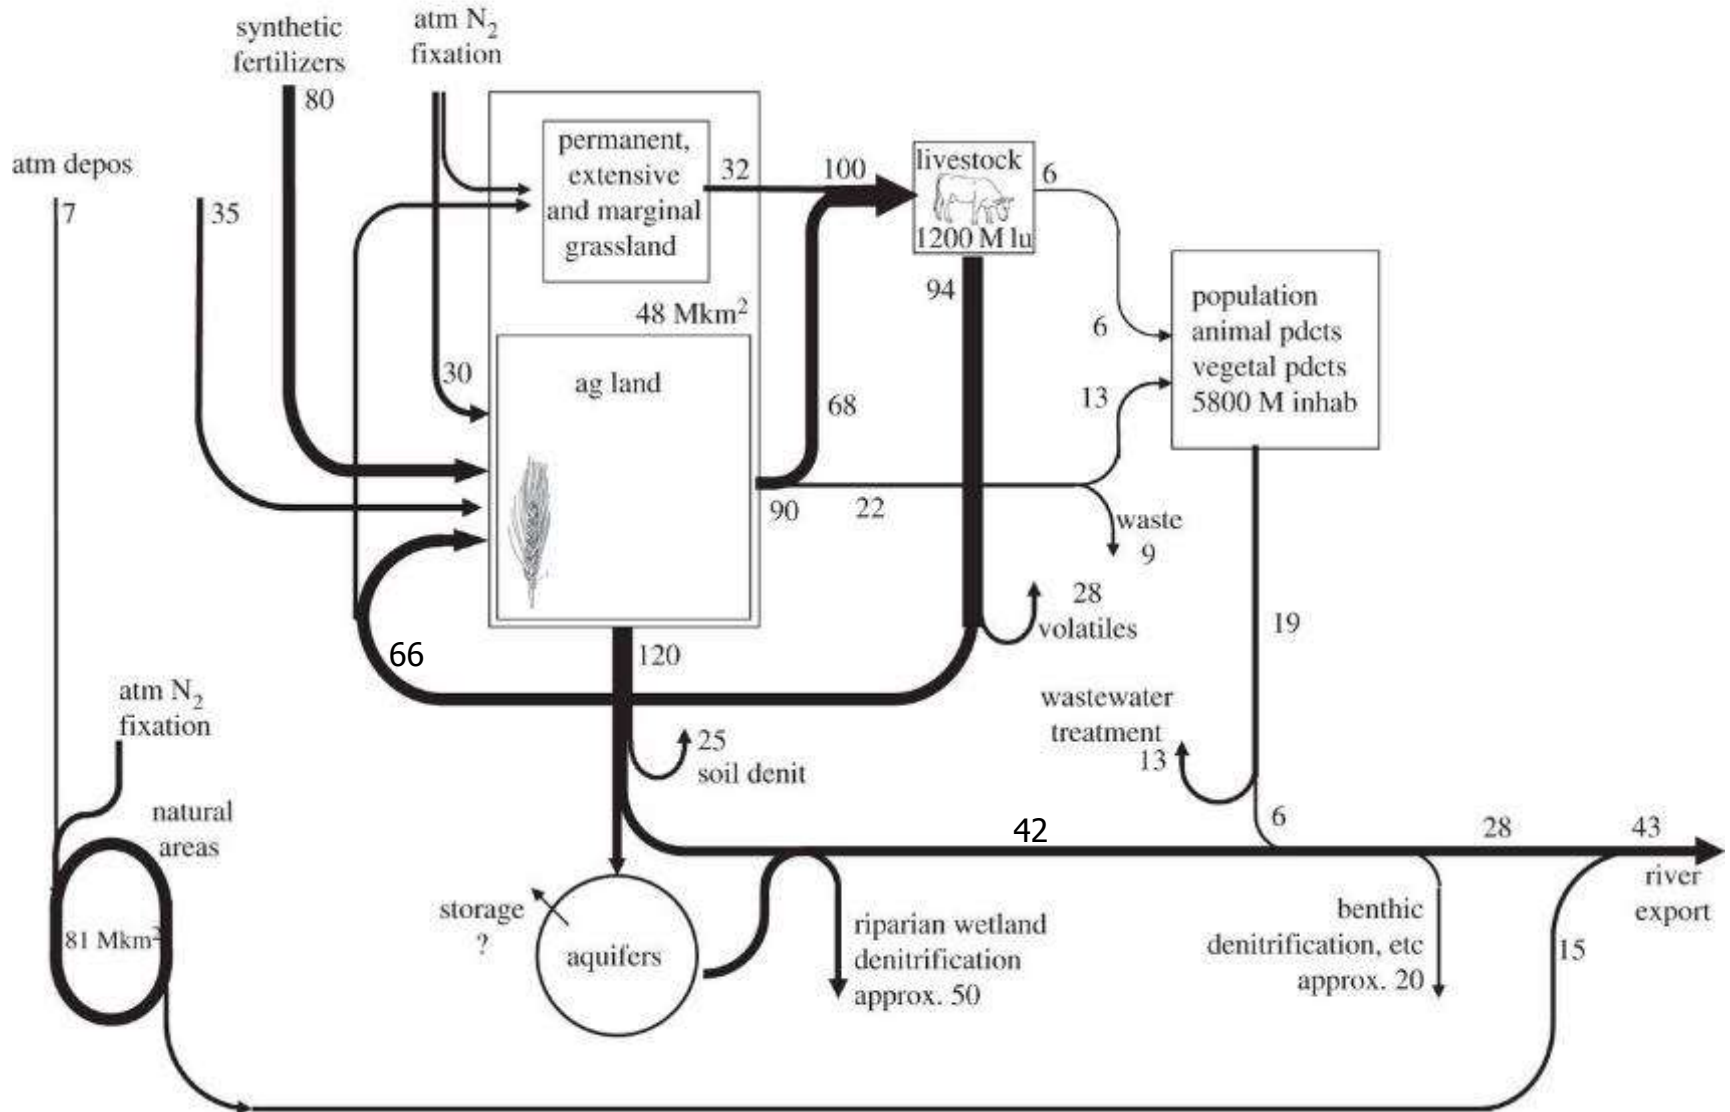 synthetic
fertilizers
80
atm N2
fixation
atm depos
7
35
permanent,
extensive
and marginal
grassland
32
100
livestock
1200 M lu
6
48 Mkm2
94
30
ag land
68
6
13
population
animal pdcts
vegetal pdcts
5800 M inhab
90
22
waste
9
28
volatiles
19
66
120
atm N2
fixation
25
soil denit
wastewater
treatment
13
natural
areas
42
6
28
43
river
export
81 Mkm2
storage
?
aquifers
riparian wetland
denitrification
approx. 50
benthic
denitrification, etc
approx. 20
15